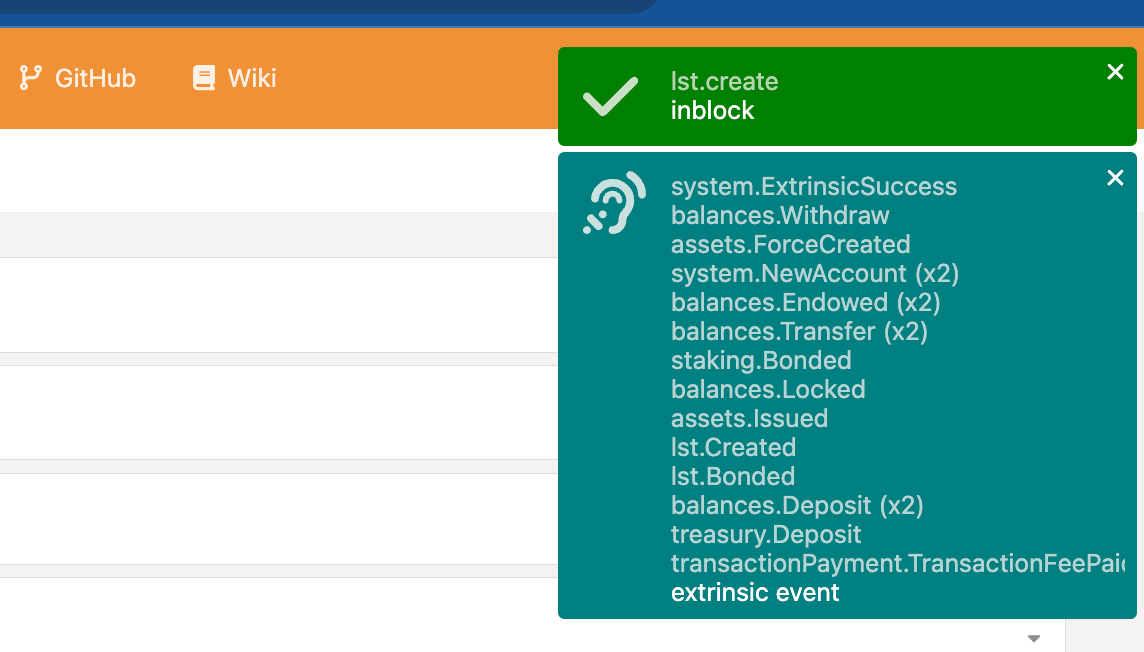 GitHub
Wiki
lst.create
inblock
system.ExtrinsicSuccess
balances.Withdraw
assets.ForceCreated
system.NewAccount (x2)
balances.Endowed (x2)
balances.Transfer (x2)
staking.Bonded
balances.Locked
assets.Issued
lst.Created
lst.Bonded
balances.Deposit (x2)
treasury.Deposit
transactionPayment.TransactionFeePaid
extrinsic event